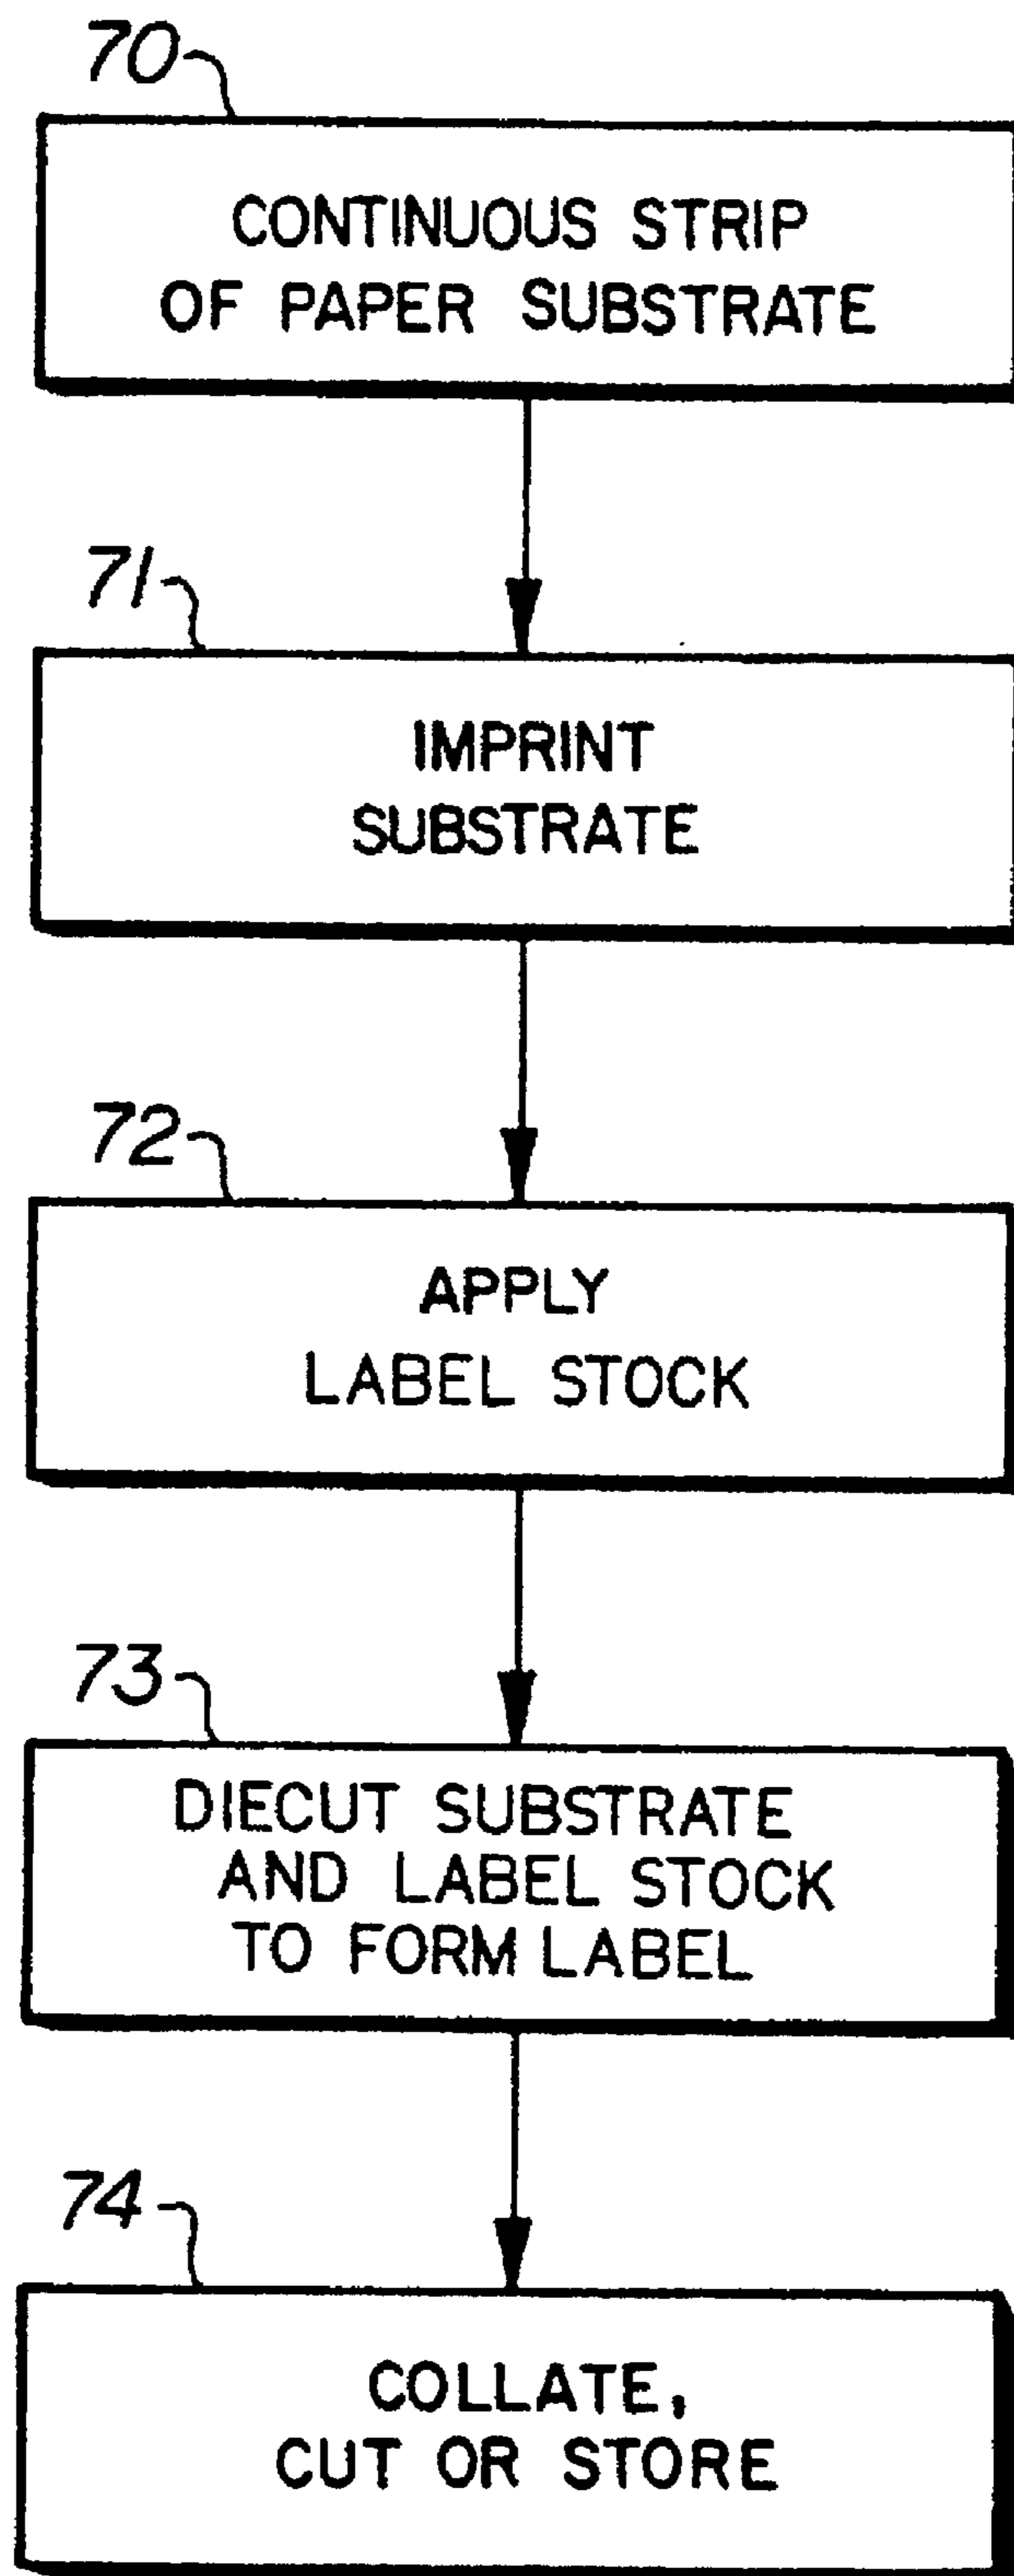 70
CONTINUOUS STRIP
OF PAPER SUBSTRATE
71
IMPRINT
SUBSTRATE
72
APPLY
LABEL STOCK
73
DIECUT SUBSTRATE
AND LABEL STOCK
TO FORM LABEL
74
COLLATE,
CUT OR STORE